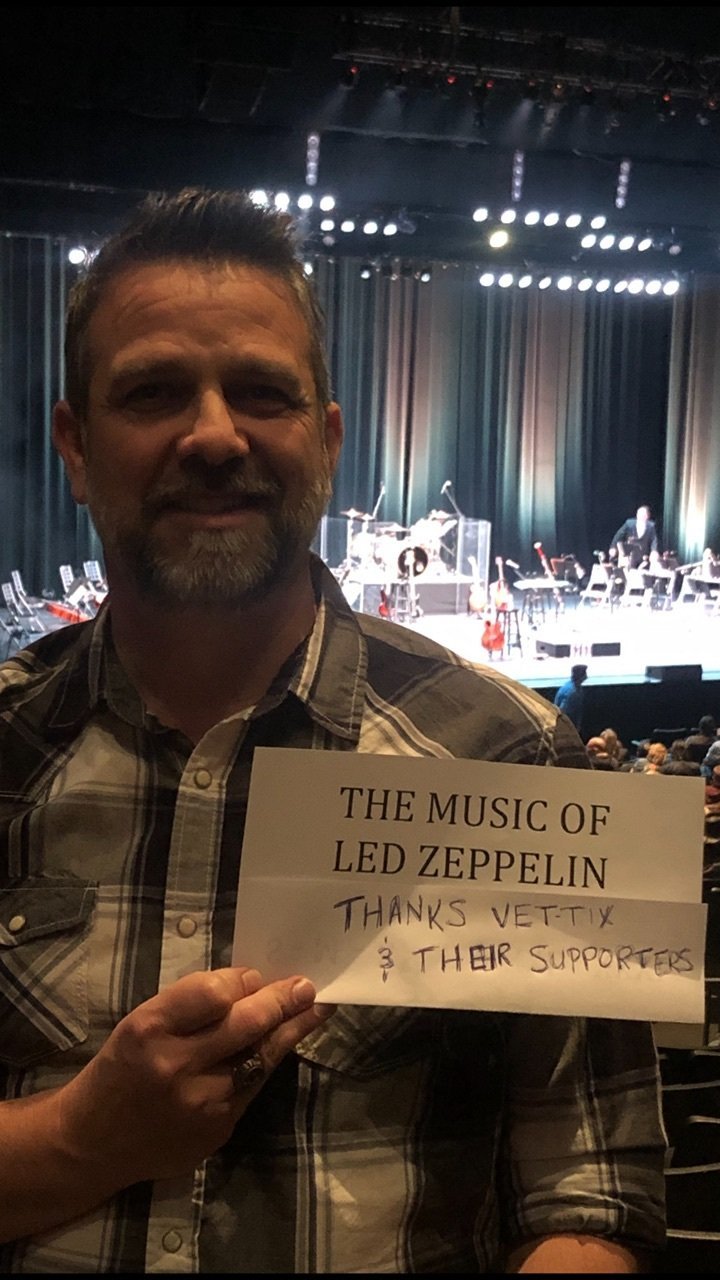 THE MUSIC OF
LED ZEPPELIN
THANKS VET-TIX
& THEIR SUPPORTERS